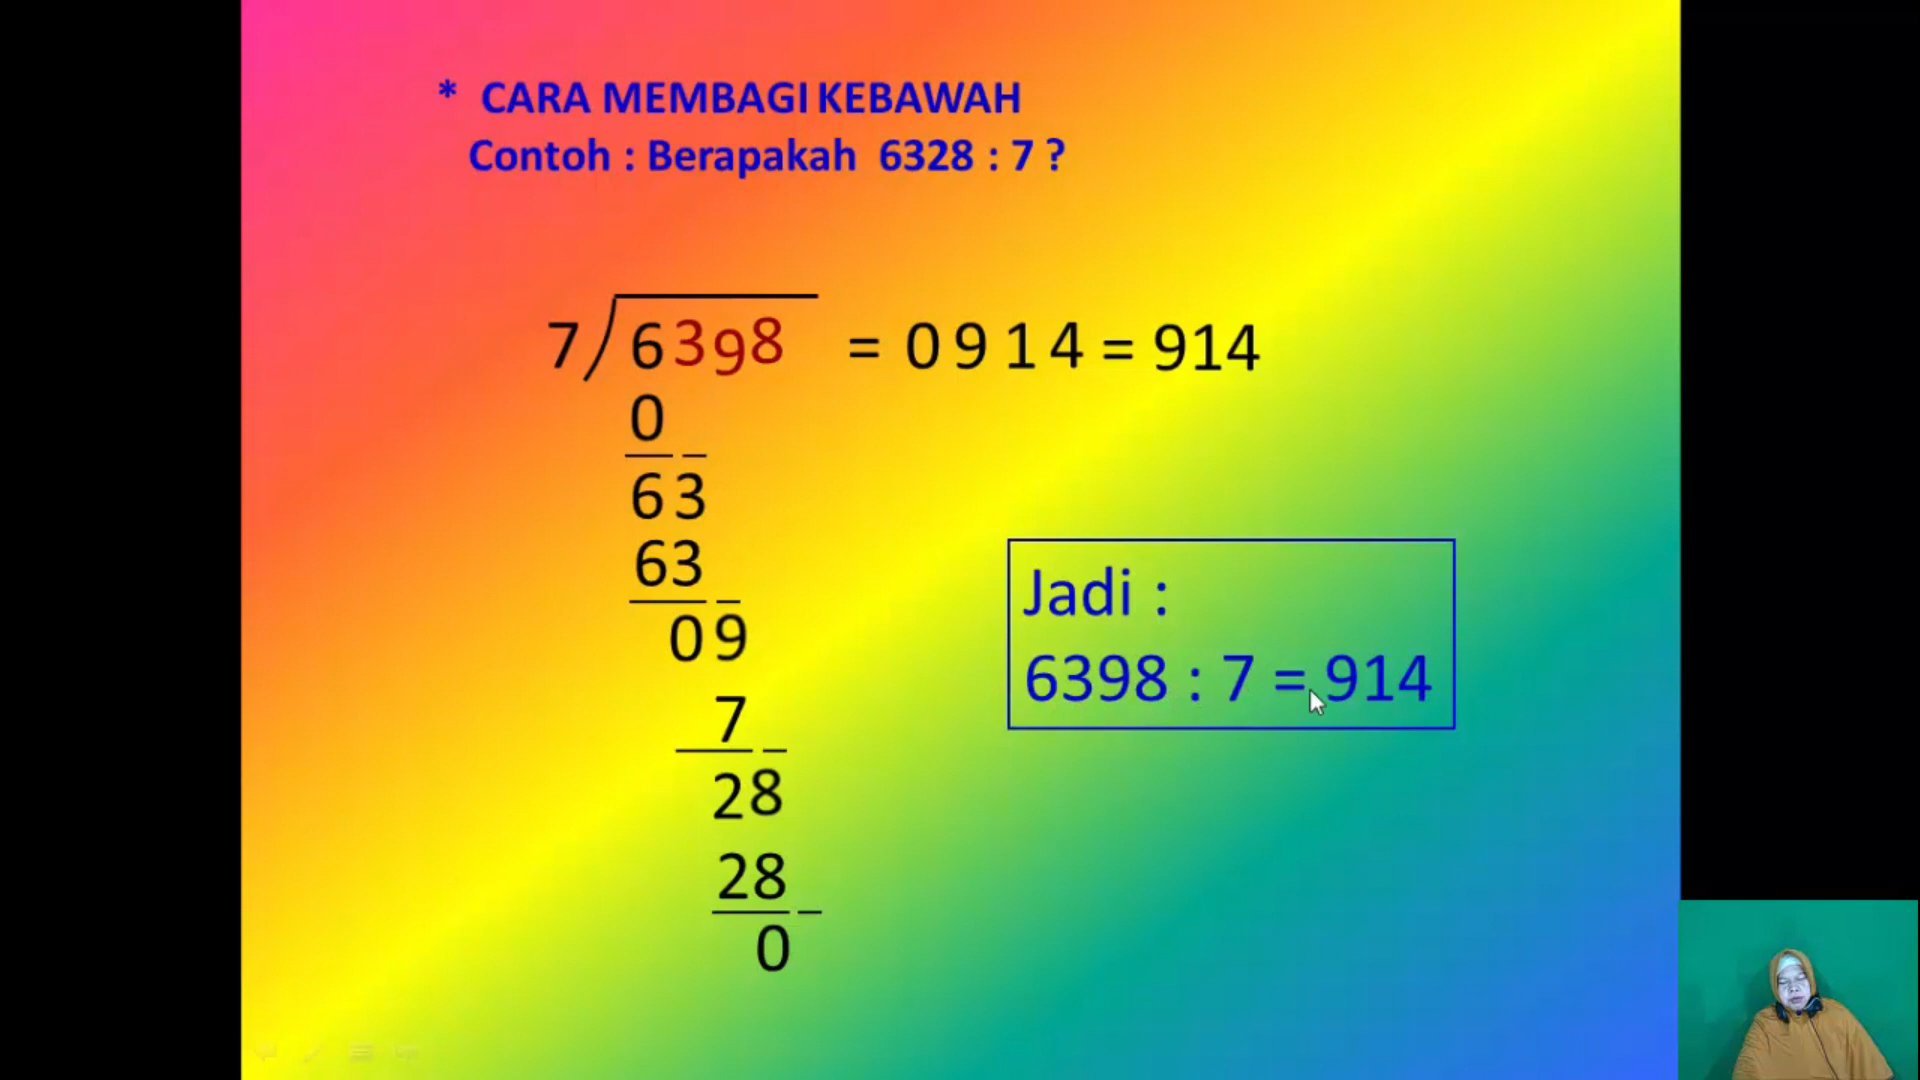 * CARA MEMBAGI KEBAWAH
Contoh : Berapakah 6328 : 7 ?
7 6398 = 0 9 1 4 = 914
0
63
63
09
7
28
28
0
Jadi :
6398 : 7 = 914